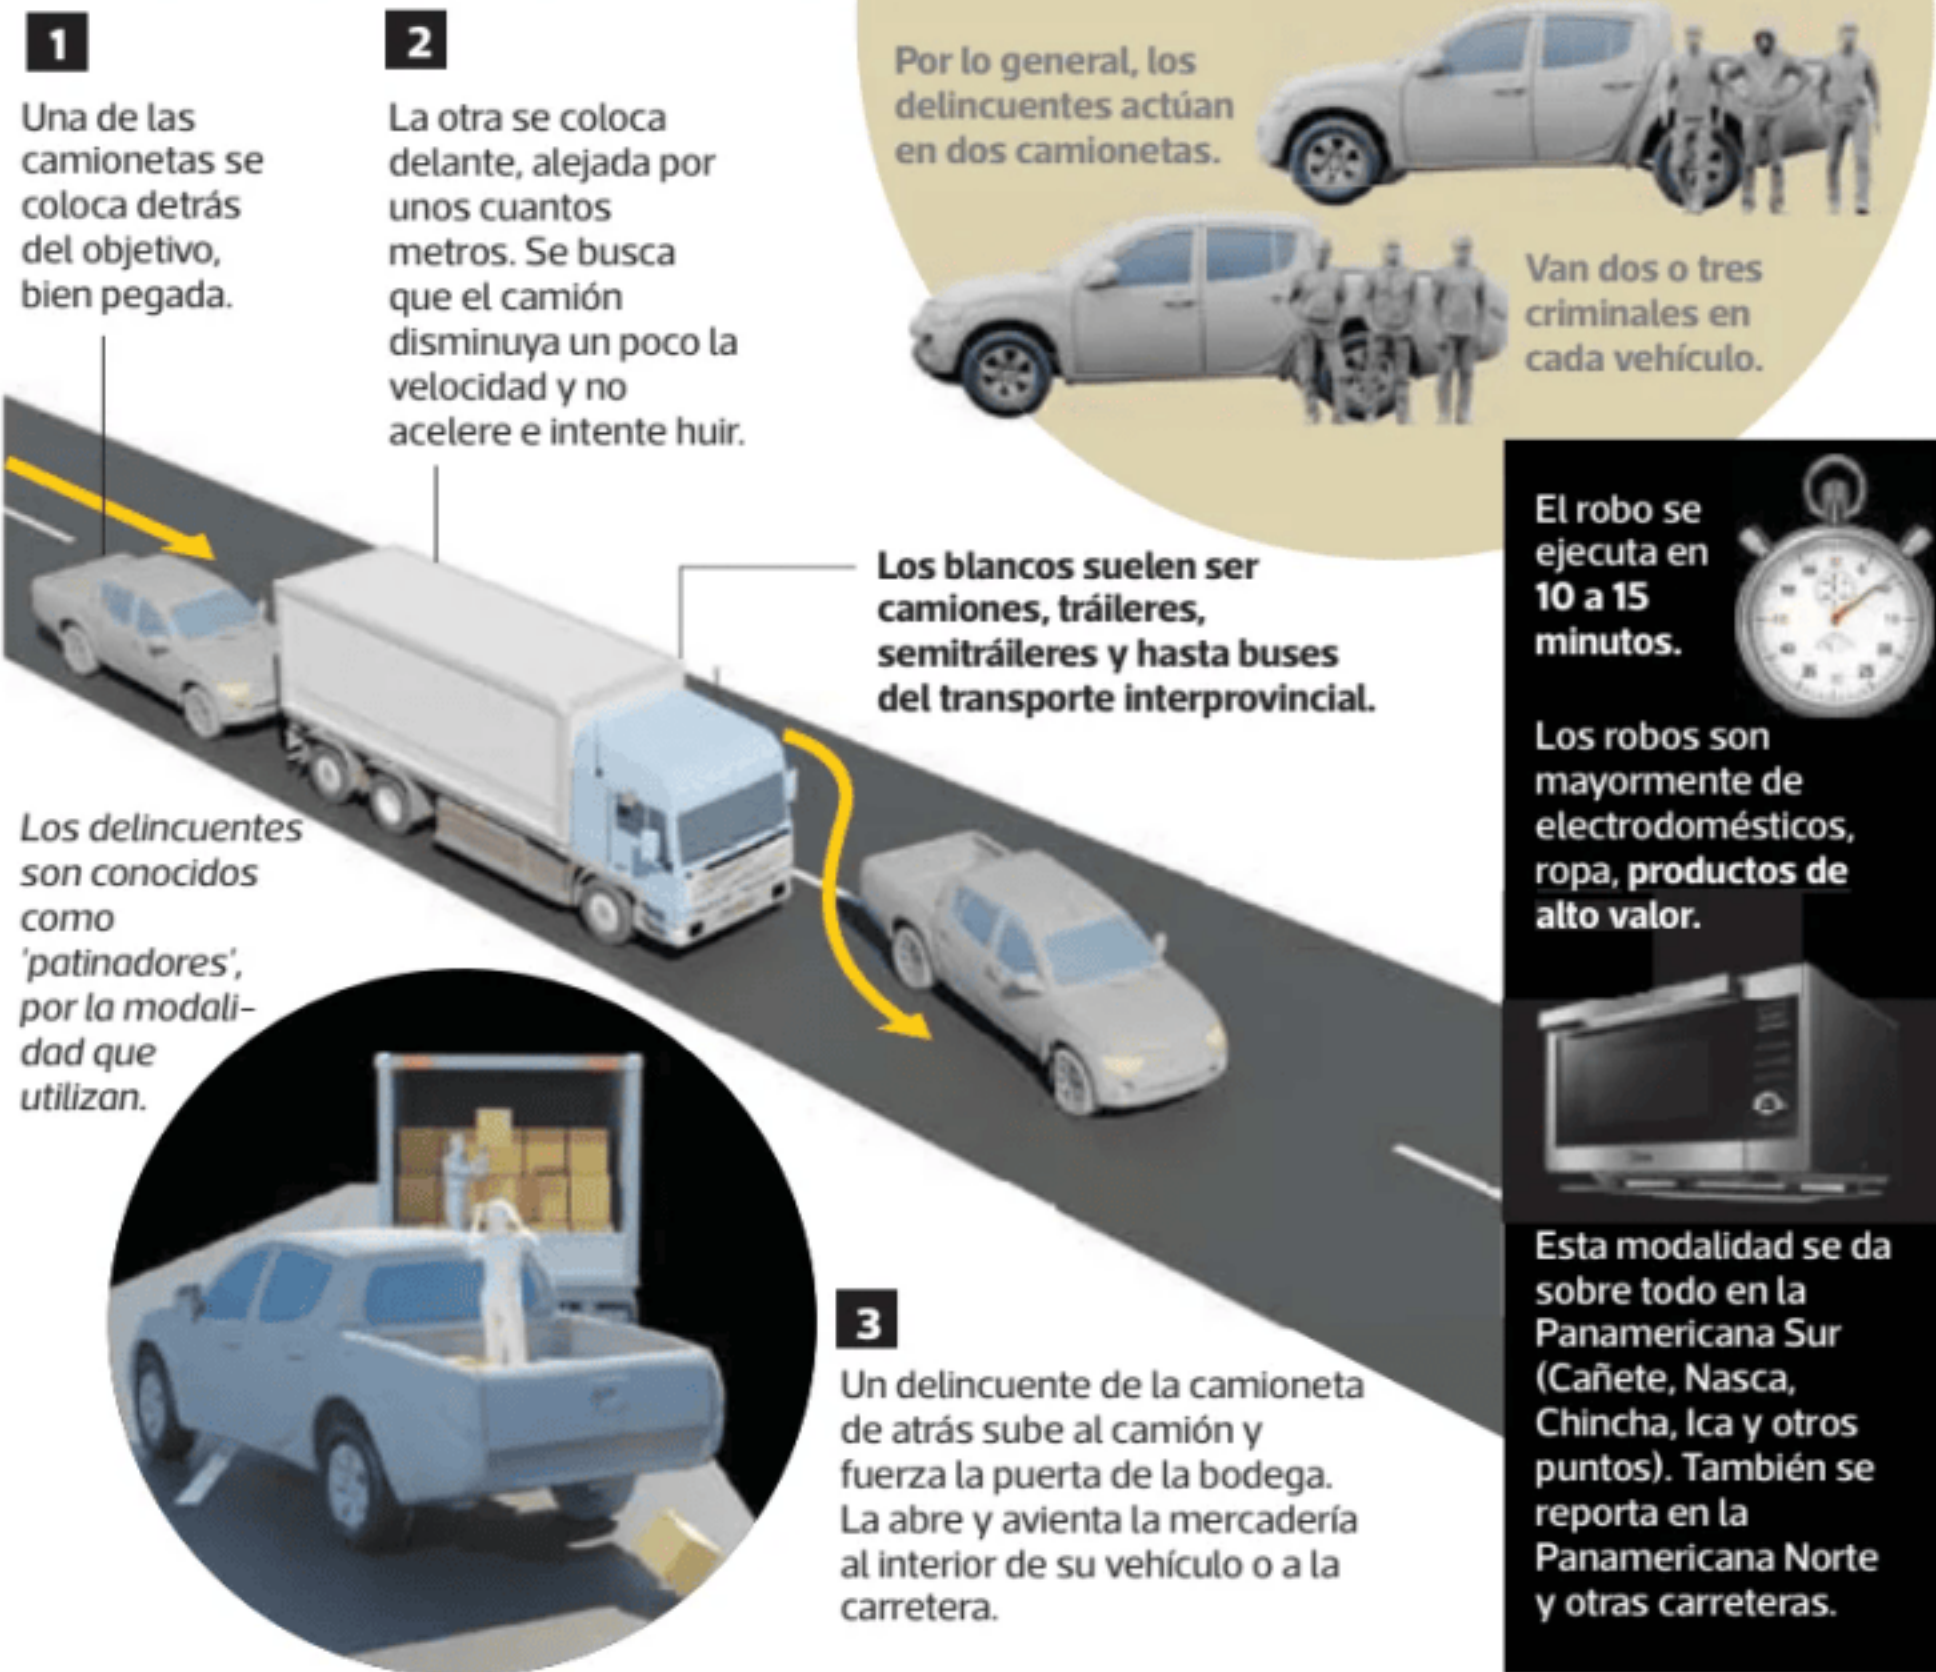 1
Una de las
camionetas se
coloca detrás
del objetivo,
bien pegada.
2
La otra se coloca
delante, alejada por
unos cuantos
metros. Se busca
que el camión
disminuya un poco la
velocidad y no
acelere e intente huir.
Por lo general, los
delincuentes actúan
en dos camionetas.
Van dos o tres
criminales en
cada vehículo.
Los blancos suelen ser
camiones, tráileres,
semitráileres y hasta buses
del transporte interprovincial.
El robo se
ejecuta en
10 a 15
minutos.
Los robos son
mayormente de
electrodomésticos,
ropa, productos de
alto valor.
Los delincuentes
son conocidos
como
'patinadores',
por la modali-
dad que
utilizan.
3
Un delincuente de la camioneta
de atrás sube al camión y
fuerza la puerta de la bodega.
La abre y avienta la mercadería
al interior de su vehículo o a la
carretera.
Esta modalidad se da
sobre todo en la
Panamericana Sur
(Cañete, Nasca,
Chincha, Ica y otros
puntos). También se
reporta en la
Panamericana Norte
y otras carreteras.